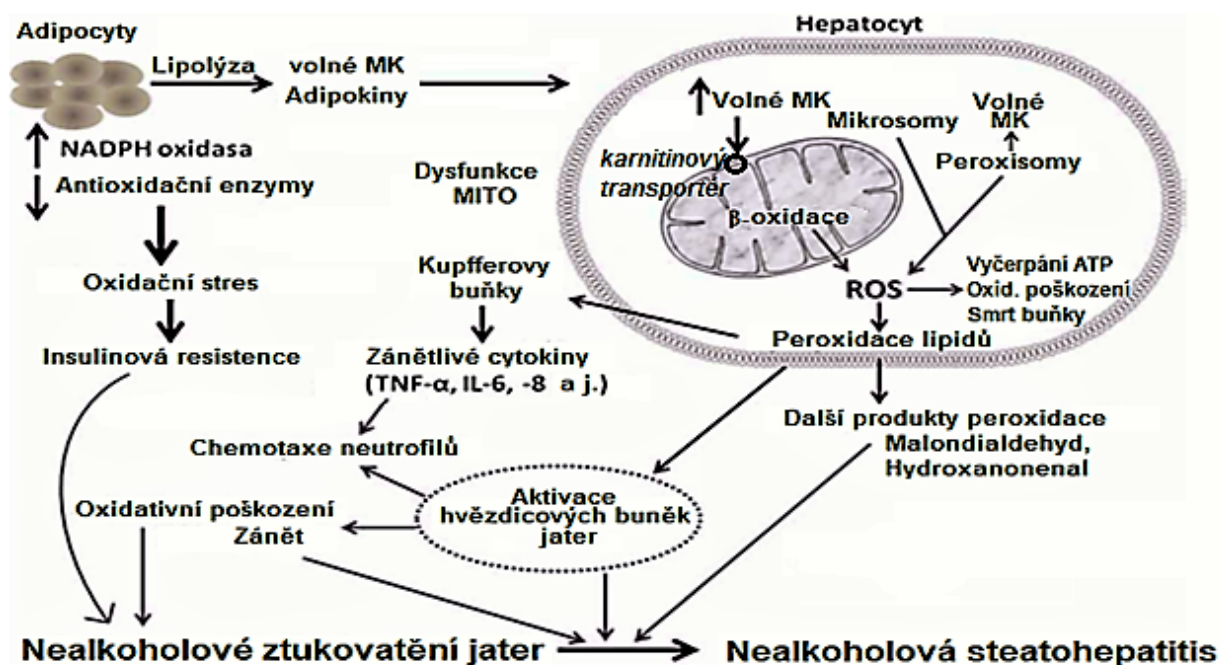 Adipocyty
Lipolýza
volné MK
Adipokiny
NADPH oxidasa
Antioxidační enzymy
Oxidační stres
Insulinová resistence
Dysfunkce
MITO
Kupfferovy
buňky
Zánětlivé cytokiny
(TNF-α, IL-6, -8 a j.)
Chemotaxe neutrofilů
Oxidativní poškození
Zánět
Aktivace
hvězdicových buněk
jater
Hepatocyt
Volné MK
karnitinový
transportér
β-oxidace
Mikrosomy
Volné
MK
Peroxisomy
ROS
Vyčerpání ATP
Oxid. poškození
Smrt buňky
Peroxidace lipidů
Další produkty peroxidace
Malondialdehyd,
Hydroxanonenal
Nealkoholové ztukovatění jater
Nealkoholová steatohepatitis